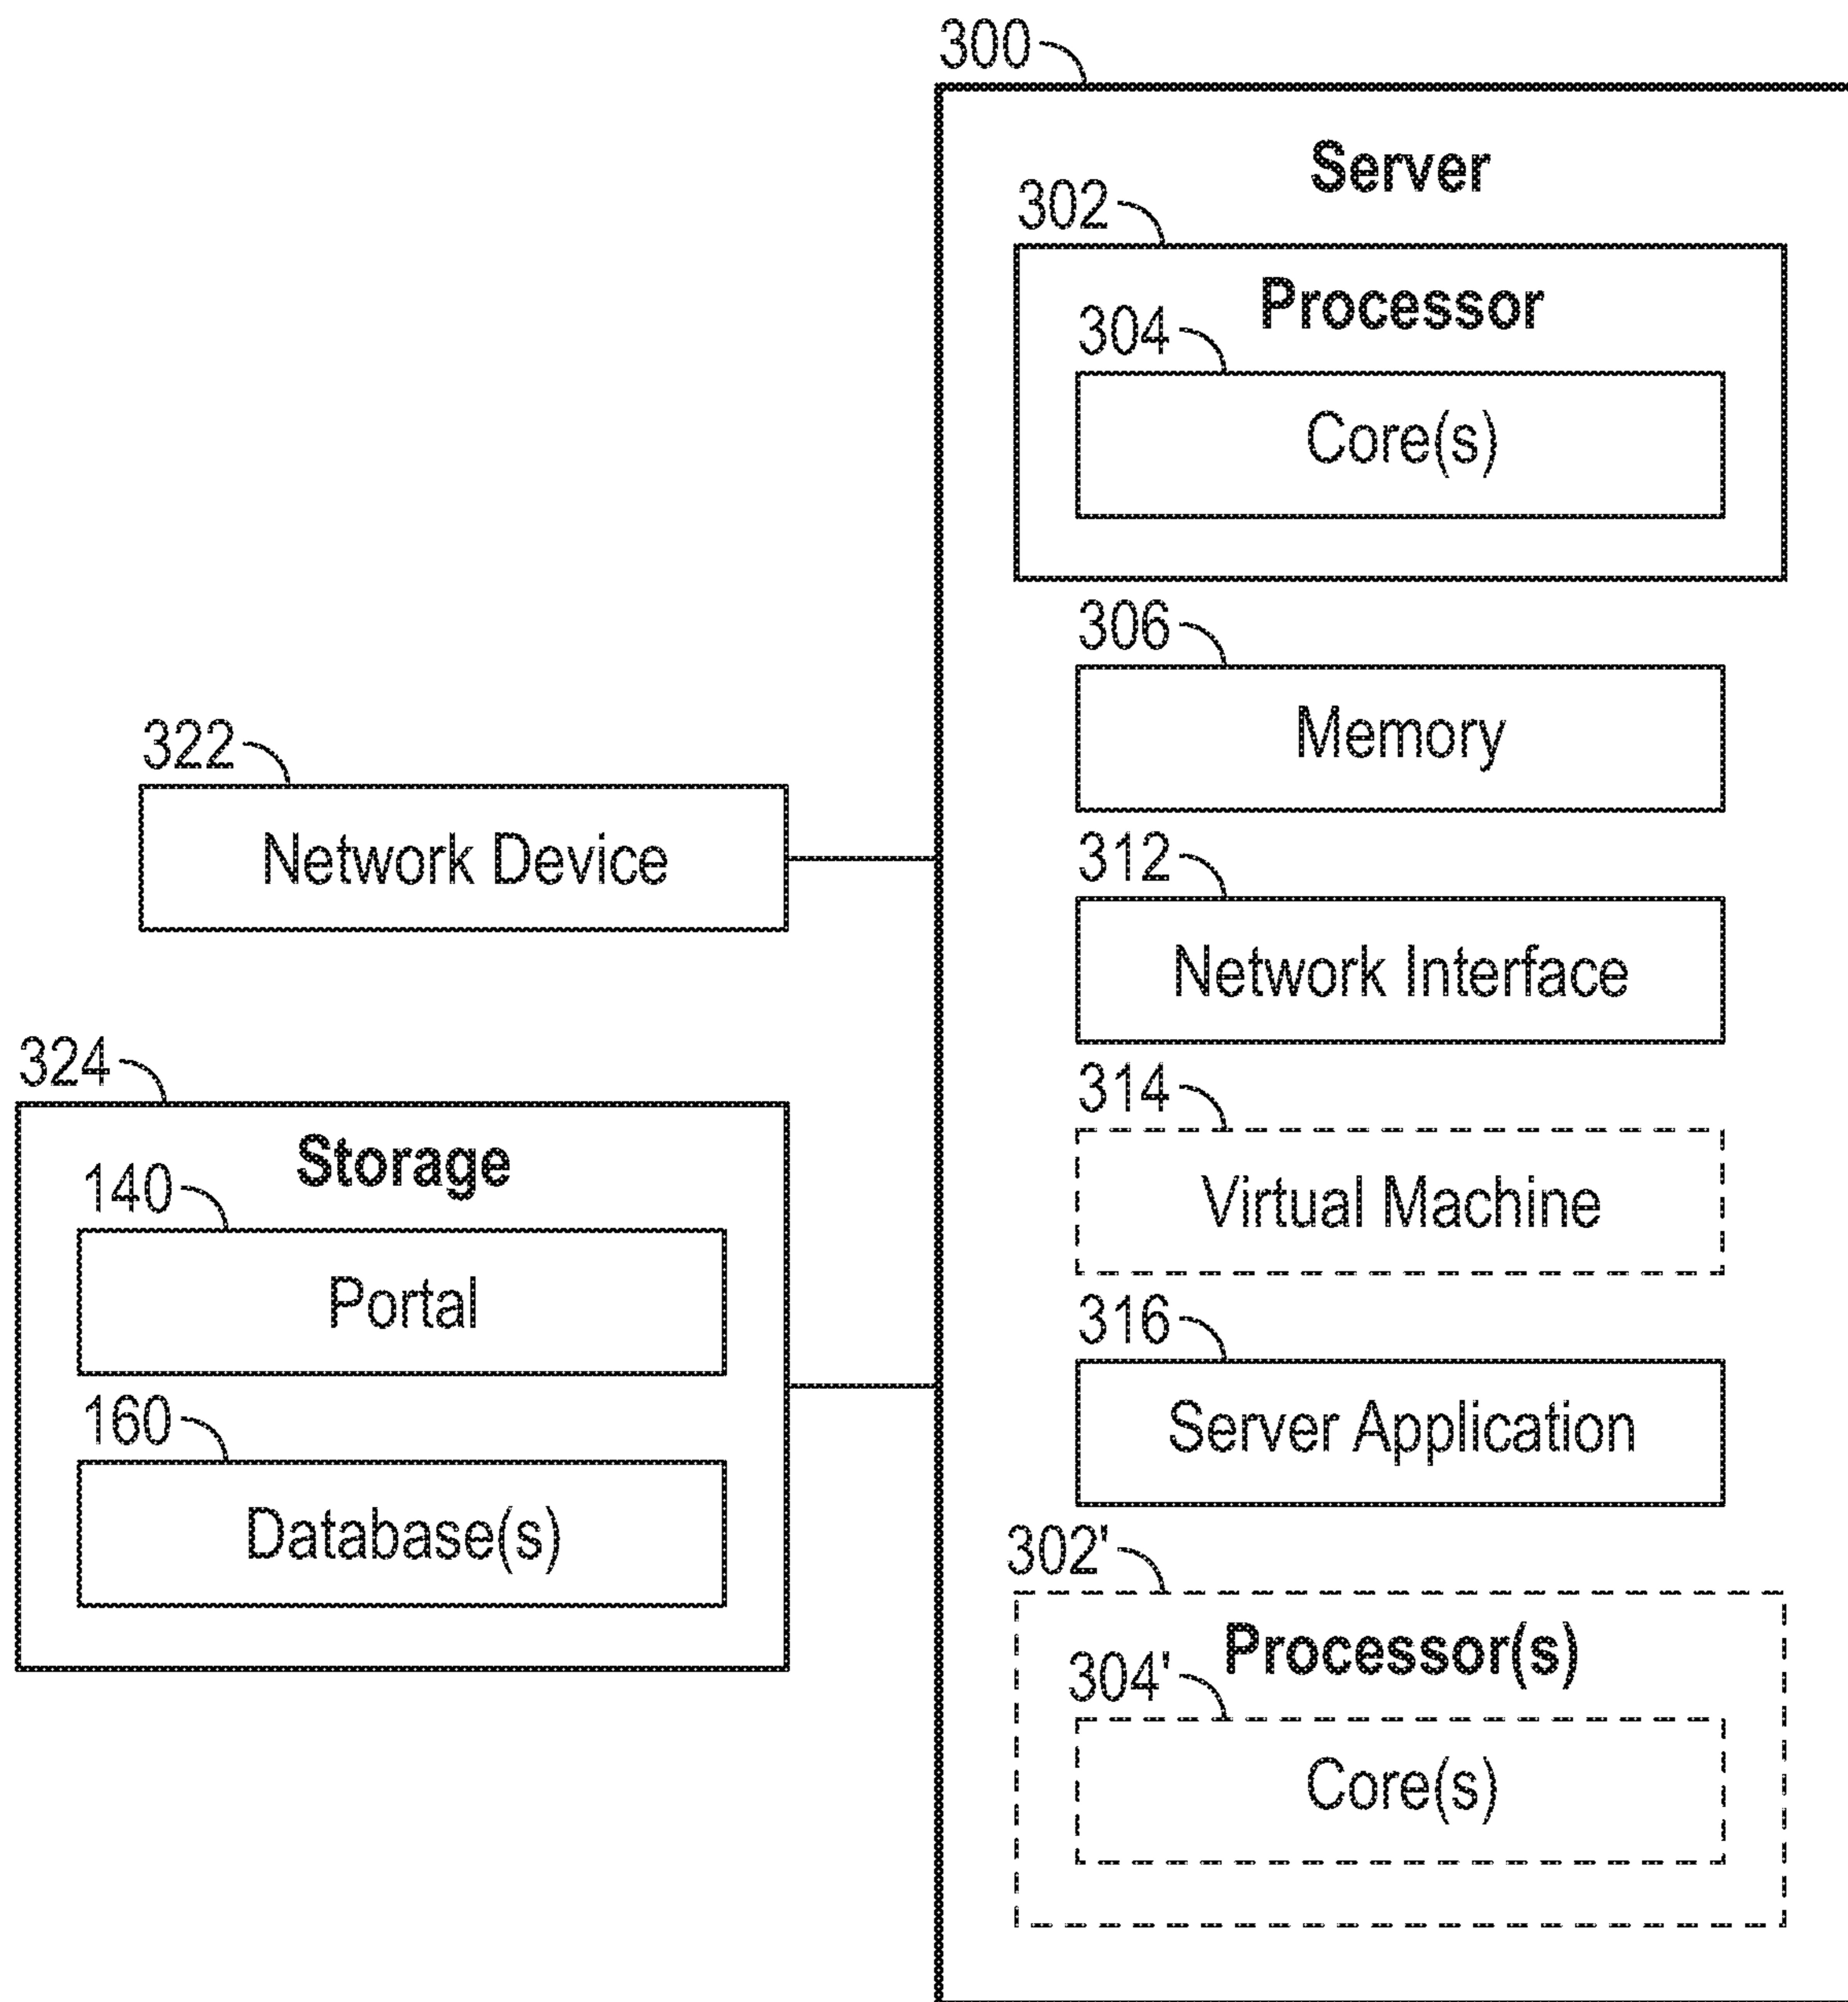 300
Server
302
Processor
304
Core(s)
306
Memory
322
Network Device
312
Network Interface
324
Storage
314
Virtual Machine
140
Portal
316
Server Application
160
Database(s)
302'
Processor(s)
304'
Core(s)